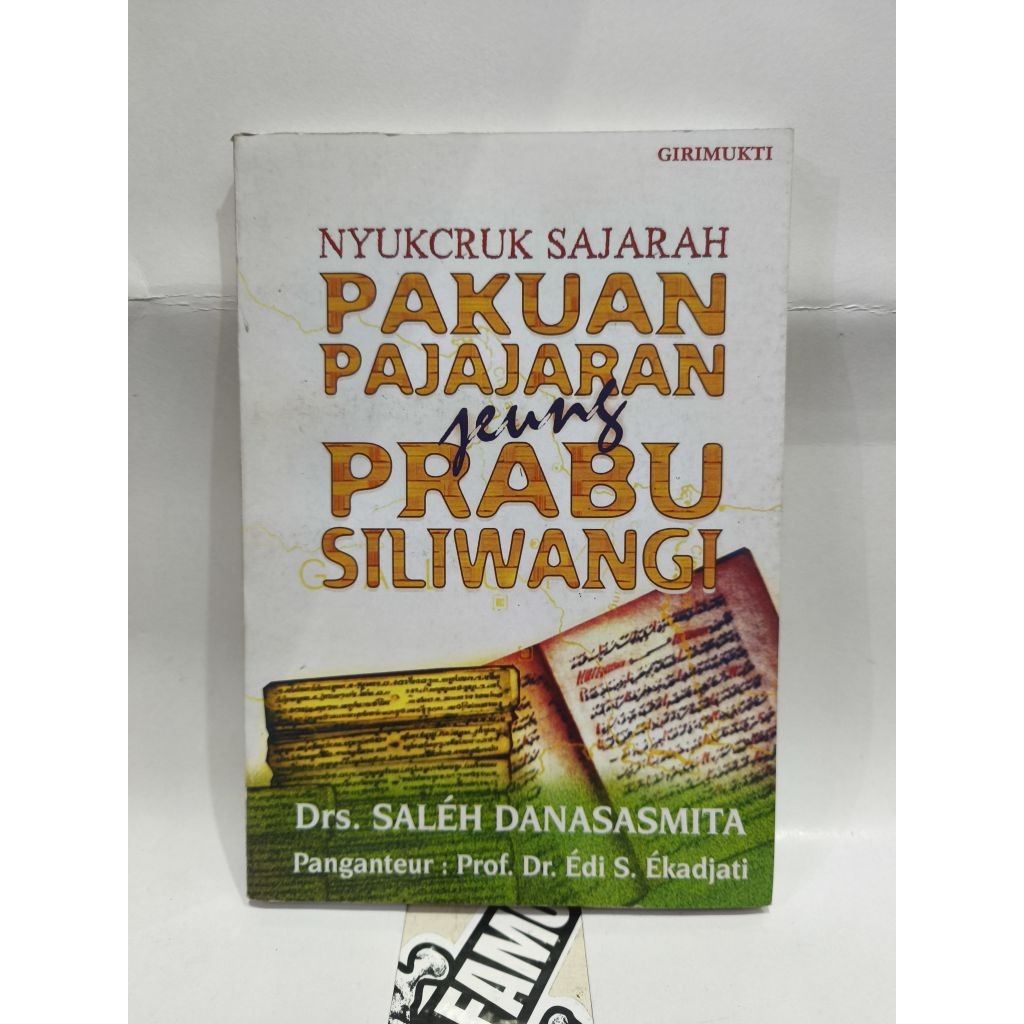 GIRIMUKTI
NYUKCRUK SAJARAH
PAKUAN
PAJAJARAN
jeung
PRABU
SILIWANGI
Drs. SALÉH DANASASMITA
Panganteur : Prof. Dr. Édi S. Ékadjati